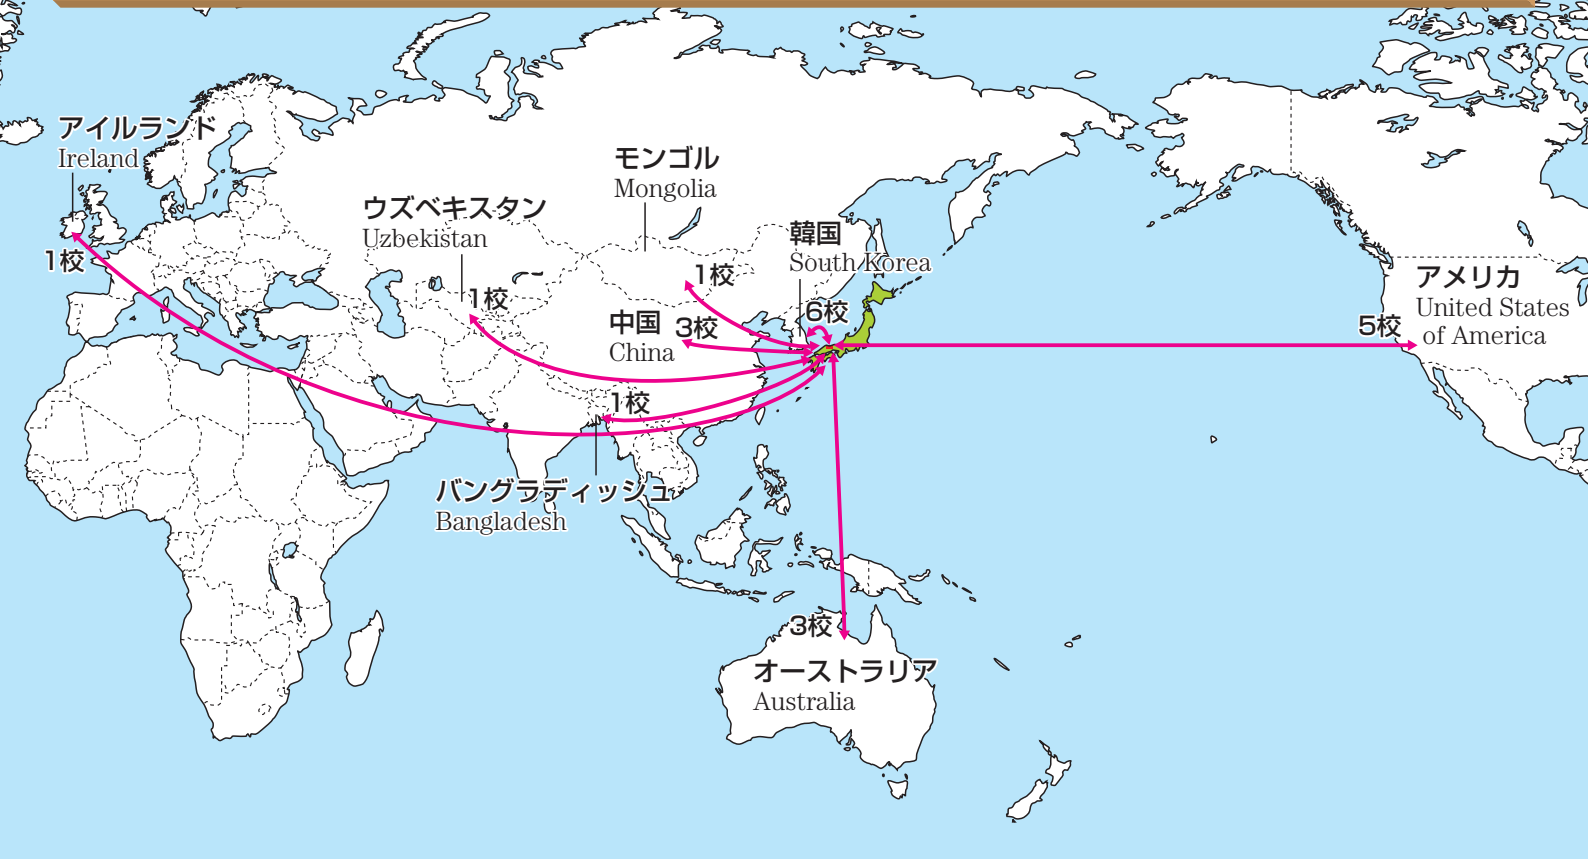 アイルランド
Ireland
1校
ウズベキスタン
Uzbekistan
1校
モンゴル
Mongolia
1校
韓国
South Korea
6校
中国
China
3校
アメリカ
United States
of America
5校
1校
バングラディッシュ
Bangladesh
3校
オーストラリア
Australia